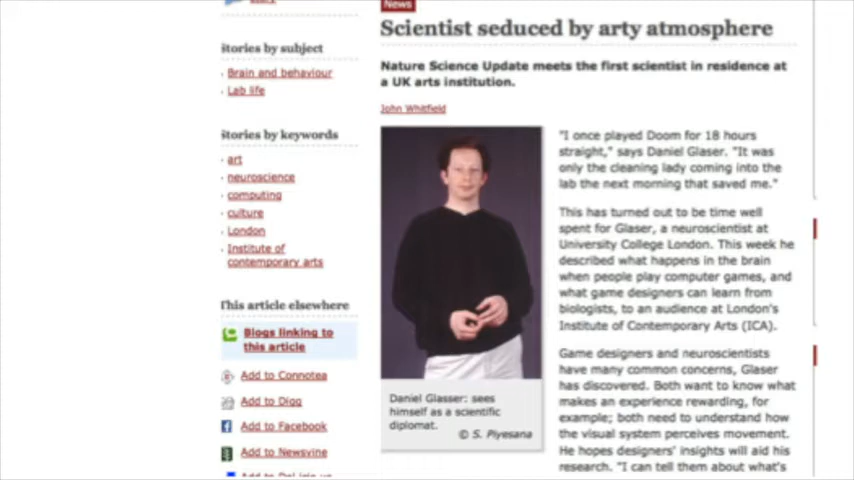 News
Scientist seduced by arty atmosphere
Stories by subject
Brain and behaviour
Lab life
Stories by keywords
art
neuroscience
computing
culture
London
Institute of
contemporary arts
This article elsewhere
Blogs linking to
this article
Add to Connotea
Add to Digg
Add to Facebook
Add to Newsvine
Nature Science Update meets the first scientist in residence at
a UK arts institution.
John Whitfield
Daniel Glasser: sees
himself as a scientific
diplomat.
© S. Piyesana
"I once played Doom for 18 hours
straight," says Daniel Glaser. "It was
only the cleaning lady coming into the
lab the next morning that saved me."
This has turned out to be time well
spent for Glaser, a neuroscientist at
University College London. This week he
described what happens in the brain
when people play computer games, and
what game designers can learn from
biologists, to an audience at London's
Institute of Contemporary Arts (ICA).
Game designers and neuroscientists
have many common concerns, Glaser
has discovered. Both want to know what
makes an experience rewarding, for
example; both need to understand how
the visual system perceives movement.
He hopes designers' insights will aid his
research. "I can tell them about what's